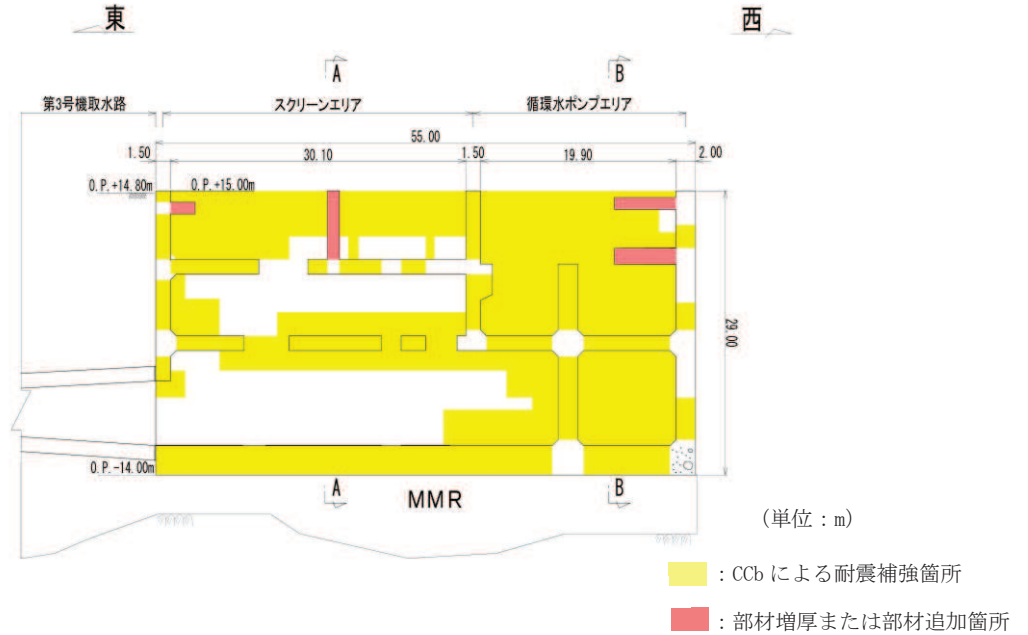 東
西
A
B
第3号機取水路
スクリーンエリア
循環水ポンプエリア
55.00
1.50
30.10
1.50
19.90
2.00
O.P.+14.80m
O.P.+15.00m
29.00
O.P.-14.00m
A
MMR
B
(単位：m)
：CCb による耐震補強箇所
：部材増厚または部材追加箇所